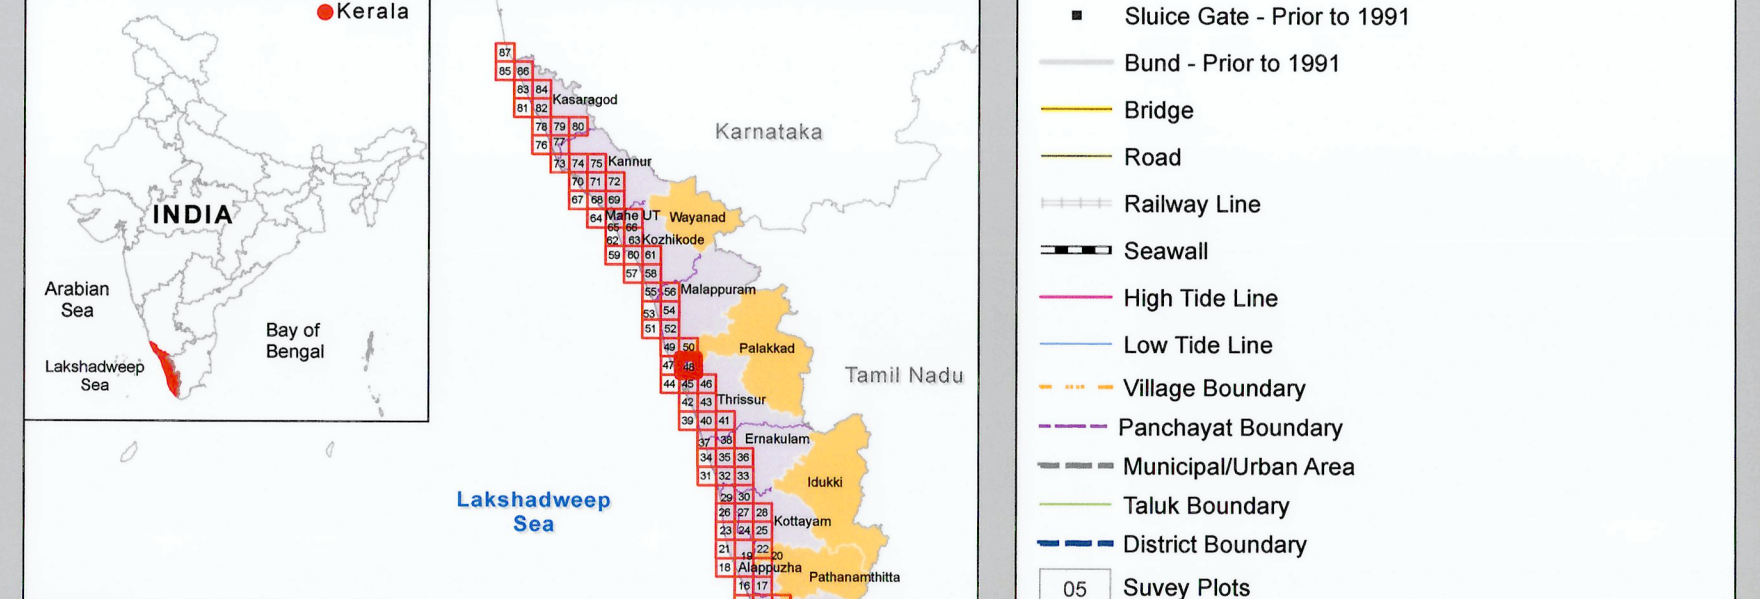 Kerala
INDIA
Arabian
Sea
Bay of
Bengal
Lakshadweep
Sea
87
85 86
83 84
Kasaragod
81 82
78 79 80
76 77
73 74 75 Kannur
70 71 72
67 68 69
64 Mahe UT
65 66
Wayanad
62 63 Kozhikode
59 60 61
57 58
55 56 Malappuram
53 54
51 52
49 50
Palakkad
47 48
44 45 46
42 43 Thrissur
39 40 41
37 38 Ernakulam
34 35 36
31 32 33
Idukki
29 30
26 27 28
Kottayam
23 24 25
21 22
19 20
18 Alappuzha
Pathanamthitta
16 17
Karnataka
Tamil Nadu
Lakshadweep
Sea
Sluice Gate - Prior to 1991
Bund - Prior to 1991
Bridge
Road
Railway Line
Seawall
High Tide Line
Low Tide Line
Village Boundary
Panchayat Boundary
Municipal/Urban Area
Taluk Boundary
District Boundary
05 Suvey Plots